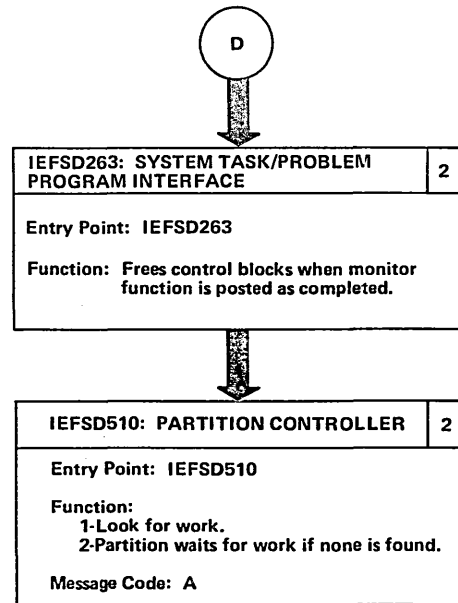 D
IEFSD263: SYSTEM TASK/PROBLEM
PROGRAM INTERFACE
2
Entry Point: IEFSD263
Function: Frees control blocks when monitor
function is posted as completed.
IEFSD510: PARTITION CONTROLLER
2
Entry Point: IEFSD510
Function:
1-Look for work.
2-Partition waits for work if none is found.
Message Code: A